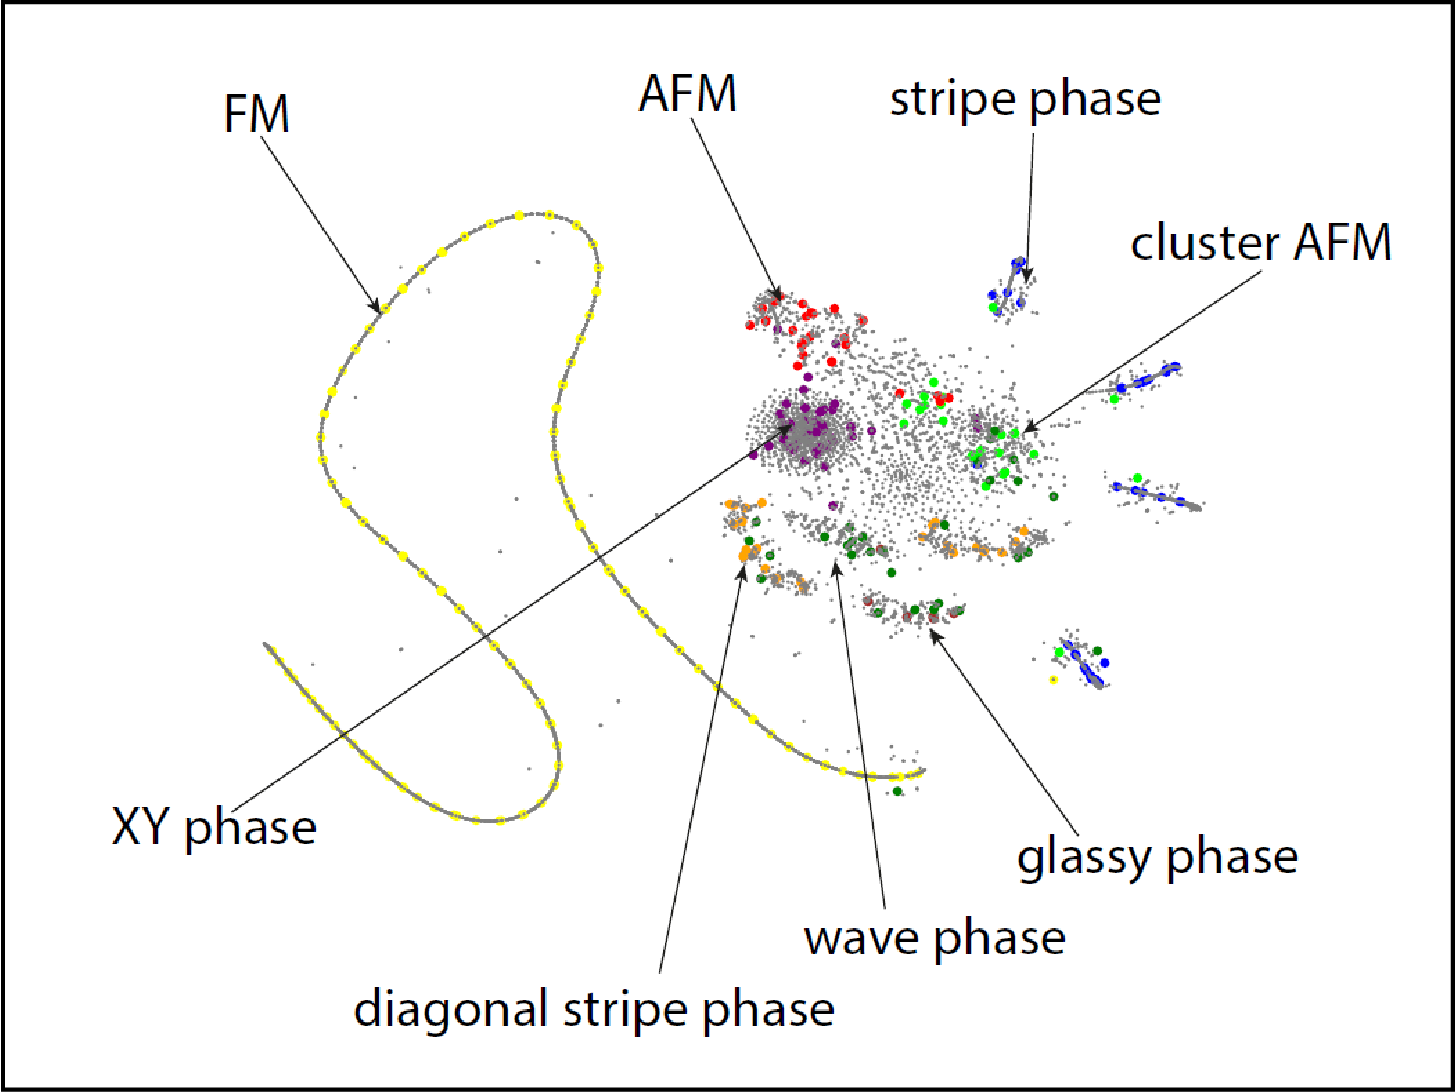 FM
AFM
stripe phase
cluster AFM
XY phase
glassy phase
wave phase
diagonal stripe phase